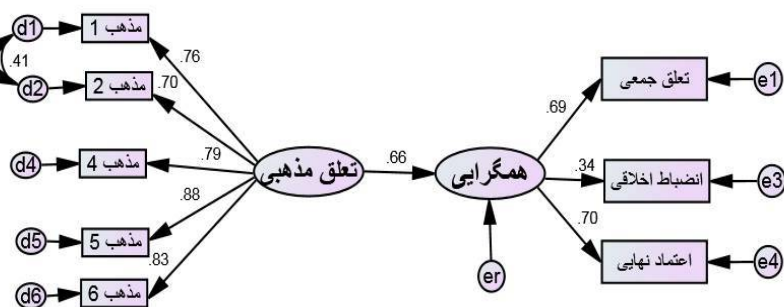 d1
مذهب 1
.76
.41
d2
مذهب 2
.70
d4
مذهب 4
.79
d5
مذهب 5
.88
d6
مذهب 6
.83
تعلق مذهبی
.66
همگرایی
er
.69
تعلق جمعی
e1
.34
انضباط اخلاقی
e3
.70
اعتماد نهایی
e4